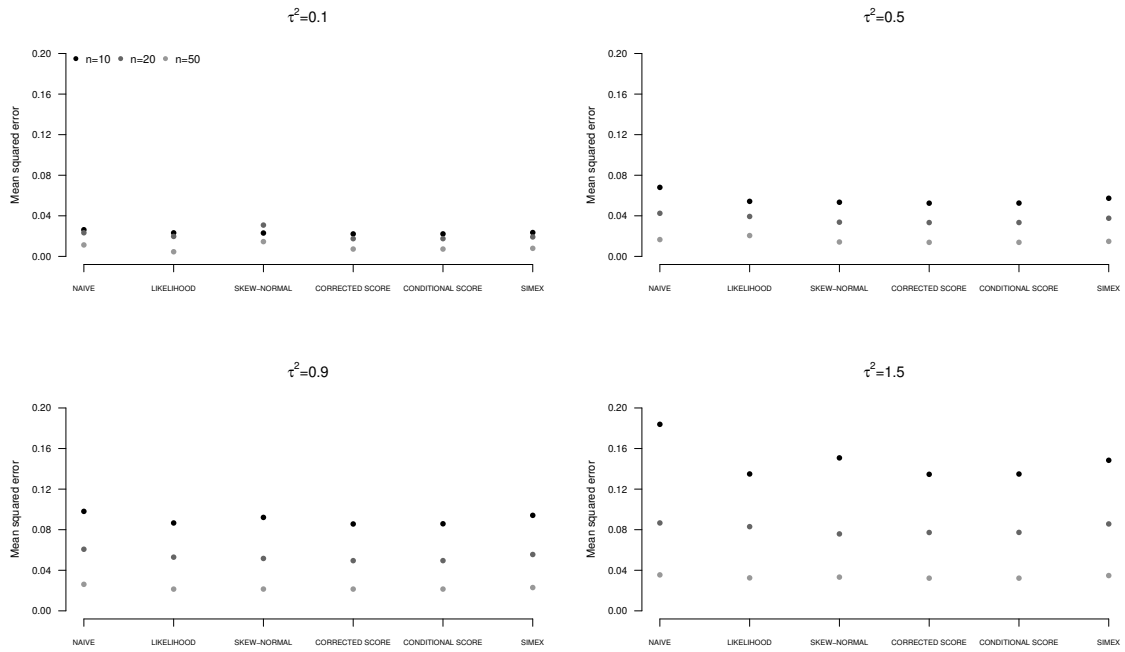 τ²=0.1
Mean squared error
0.20
0.16
0.12
0.08
0.04
0.00
n=10 n=20 n=50
NAIVE LIKELIHOOD SKEW−NORMAL CORRECTED SCORE CONDITIONAL SCORE SIMEX
τ²=0.5
Mean squared error
0.20
0.16
0.12
0.08
0.04
0.00
NAIVE LIKELIHOOD SKEW−NORMAL CORRECTED SCORE CONDITIONAL SCORE SIMEX
τ²=0.9
Mean squared error
0.20
0.16
0.12
0.08
0.04
0.00
NAIVE LIKELIHOOD SKEW−NORMAL CORRECTED SCORE CONDITIONAL SCORE SIMEX
τ²=1.5
Mean squared error
0.20
0.16
0.12
0.08
0.04
0.00
NAIVE LIKELIHOOD SKEW−NORMAL CORRECTED SCORE CONDITIONAL SCORE SIMEX